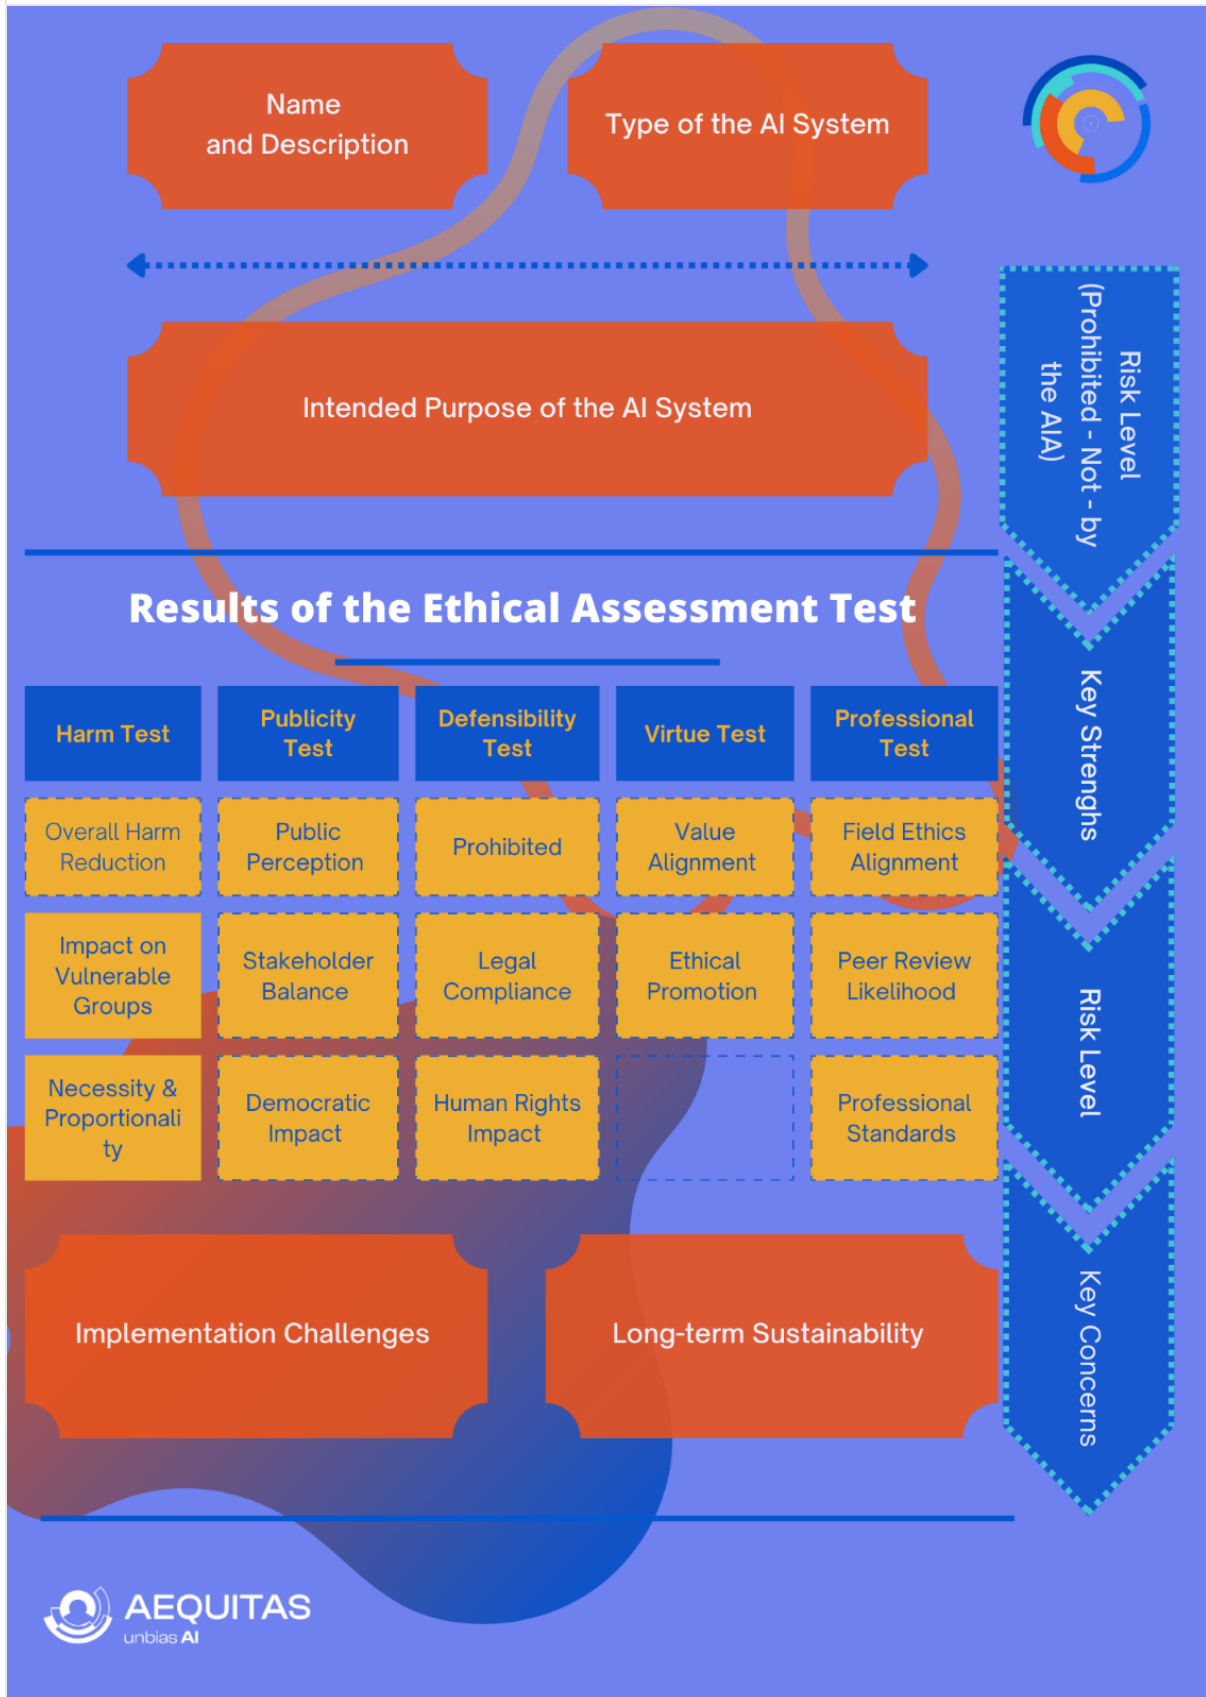 Name
and Description
Type of the AI System
Intended Purpose of the AI System
Risk Level
(Prohibited - Not - by
the AIA)
Results of the Ethical Assessment Test
Key Strenghs
Harm Test
Publicity
Test
Defensibility
Test
Virtue Test
Professional
Test
Overall Harm
Reduction
Public
Perception
Prohibited
Value
Alignment
Field Ethics
Alignment
Impact on
Vulnerable
Groups
Stakeholder
Balance
Legal
Compliance
Ethical
Promotion
Peer Review
Likelihood
Risk Level
Necessity &
Proportionali
ty
Democratic
Impact
Human Rights
Impact
Professional
Standards
Implementation Challenges
Long-term Sustainability
Key Concerns
AEQUITAS
unbias AI